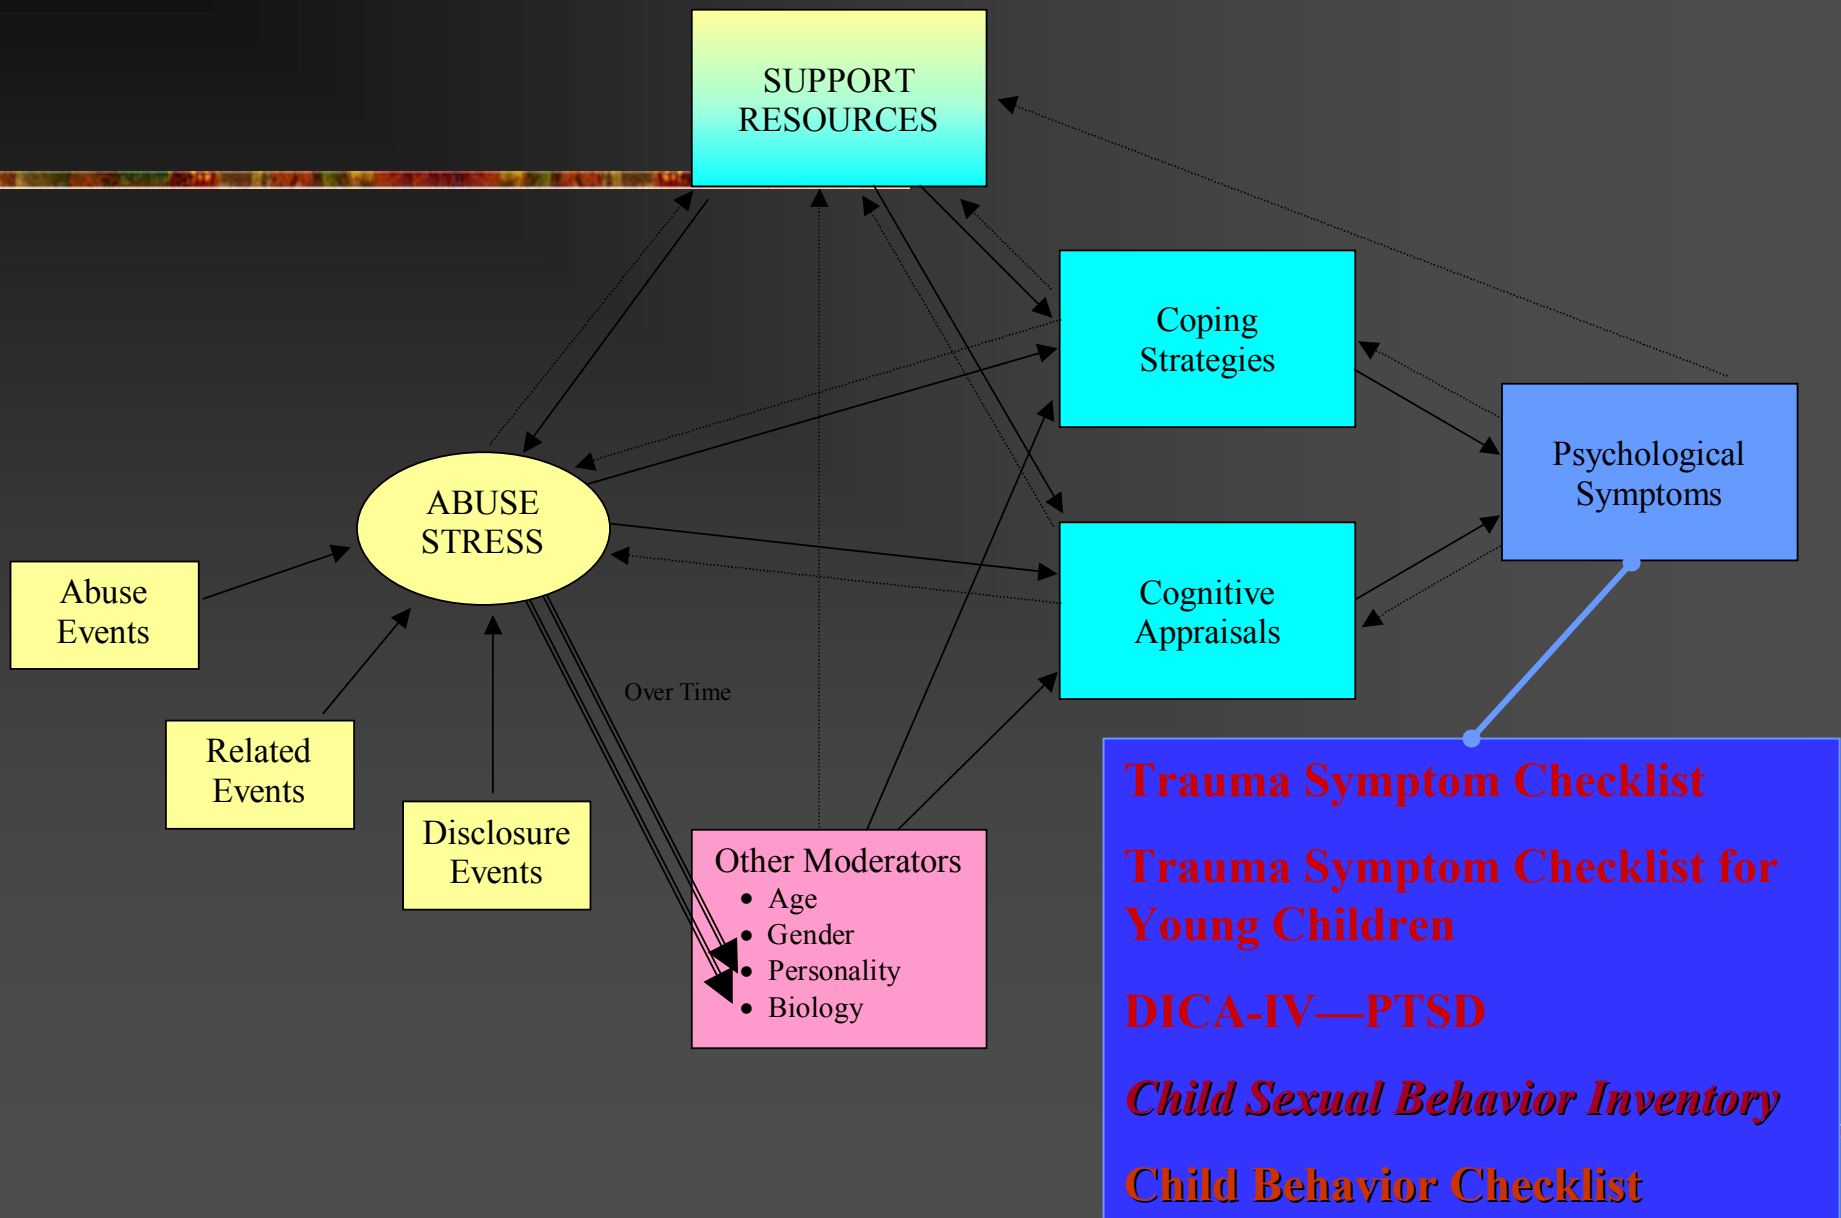 SUPPORT
RESOURCES
Coping
Strategies
Psychological
Symptoms
ABUSE
STRESS
Cognitive
Appraisals
Abuse
Events
Over Time
Related
Events
Disclosure
Events
Other Moderators
• Age
• Gender
• Personality
• Biology
Trauma Symptom Checklist
Trauma Symptom Checklist for
Young Children
DICA-IV—PTSD
Child Sexual Behavior Inventory
Child Behavior Checklist